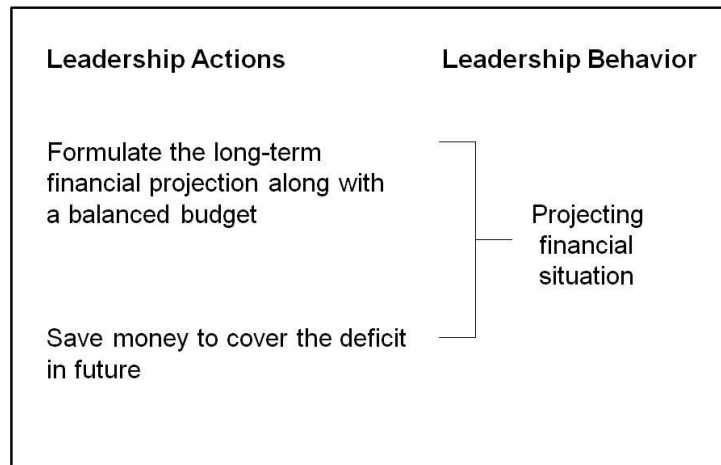 Leadership Actions
Leadership Behavior
Formulate the long-term
financial projection along with
a balanced budget
Projecting
financial
situation
Save money to cover the deficit
in future